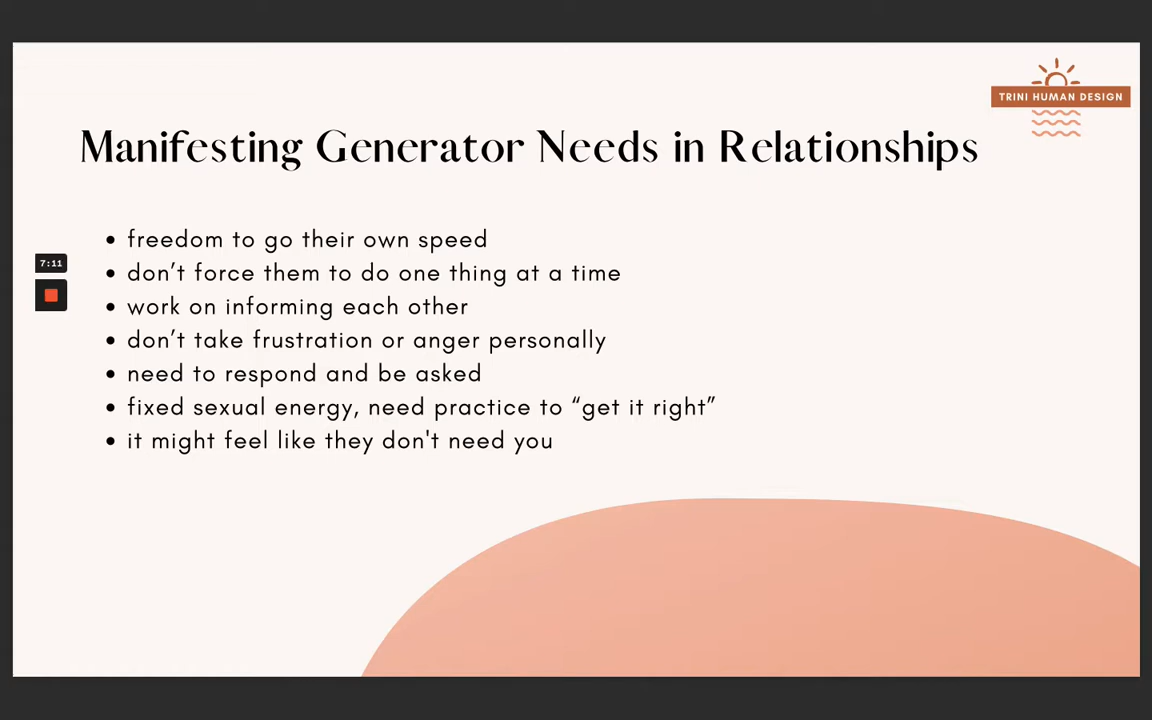 TRINI HUMAN DESIGN
Manifesting Generator Needs in Relationships
7:11
• freedom to go their own speed
• don’t force them to do one thing at a time
• work on informing each other
• don’t take frustration or anger personally
• need to respond and be asked
• fixed sexual energy, need practice to “get it right”
• it might feel like they don't need you